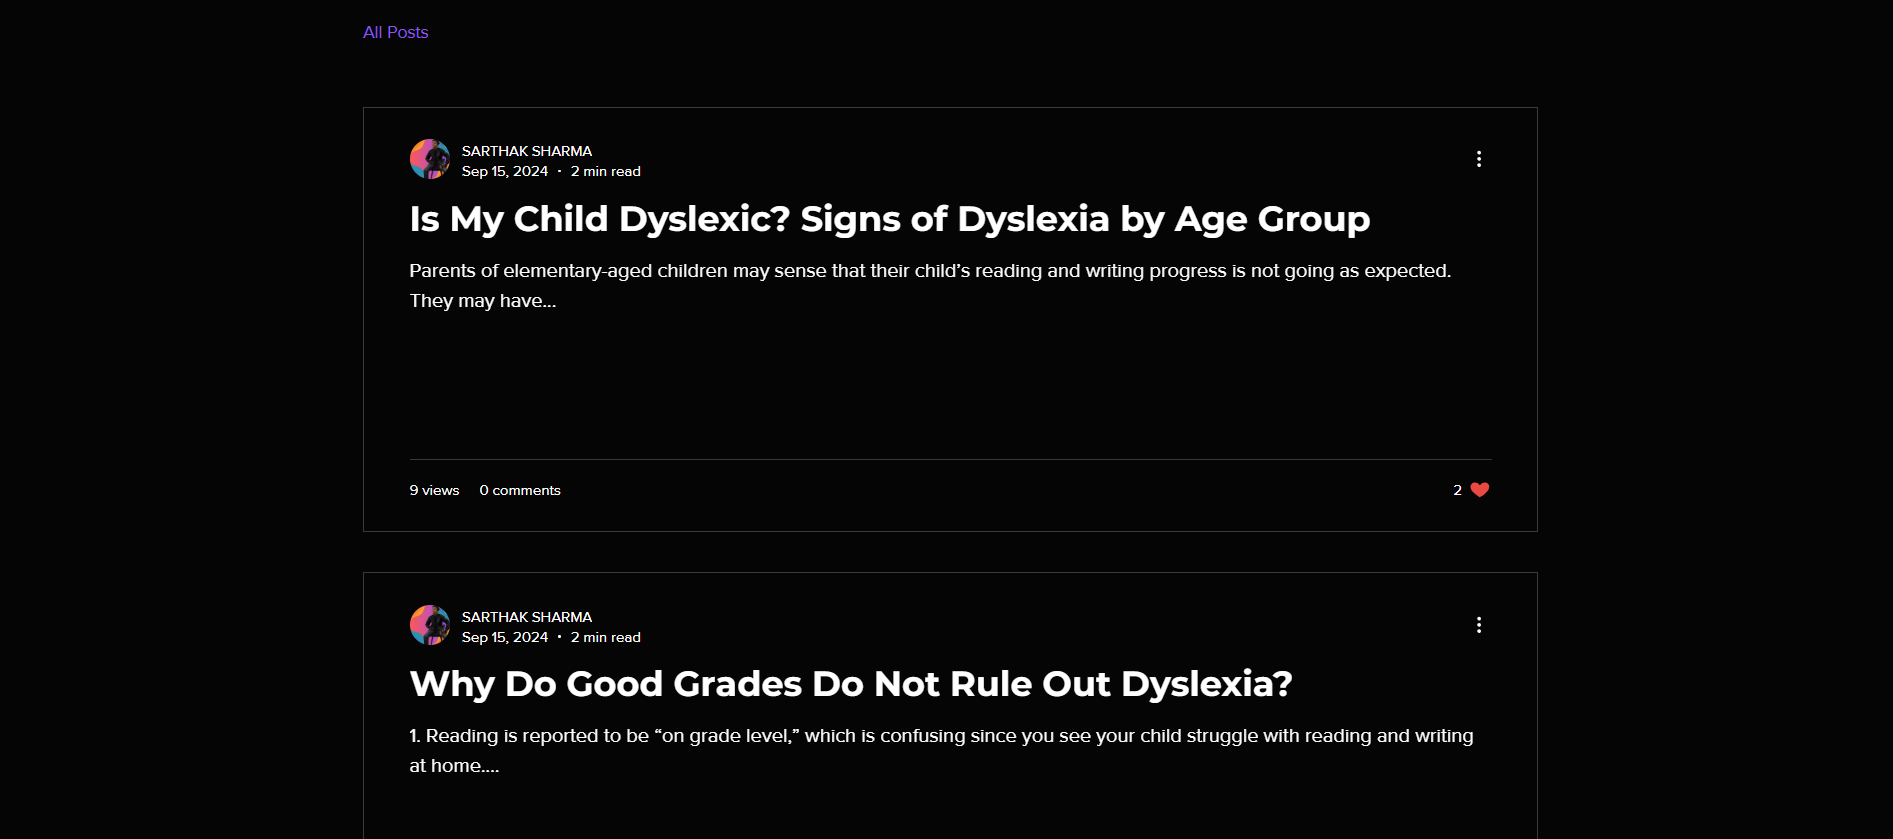 All Posts
SARTHAK SHARMA
Sep 15, 2024 · 2 min read
Is My Child Dyslexic? Signs of Dyslexia by Age Group
Parents of elementary-aged children may sense that their child’s reading and writing progress is not going as expected.
They may have...
9 views 0 comments
2
SARTHAK SHARMA
Sep 15, 2024 · 2 min read
Why Do Good Grades Do Not Rule Out Dyslexia?
1. Reading is reported to be “on grade level,” which is confusing since you see your child struggle with reading and writing
at home....